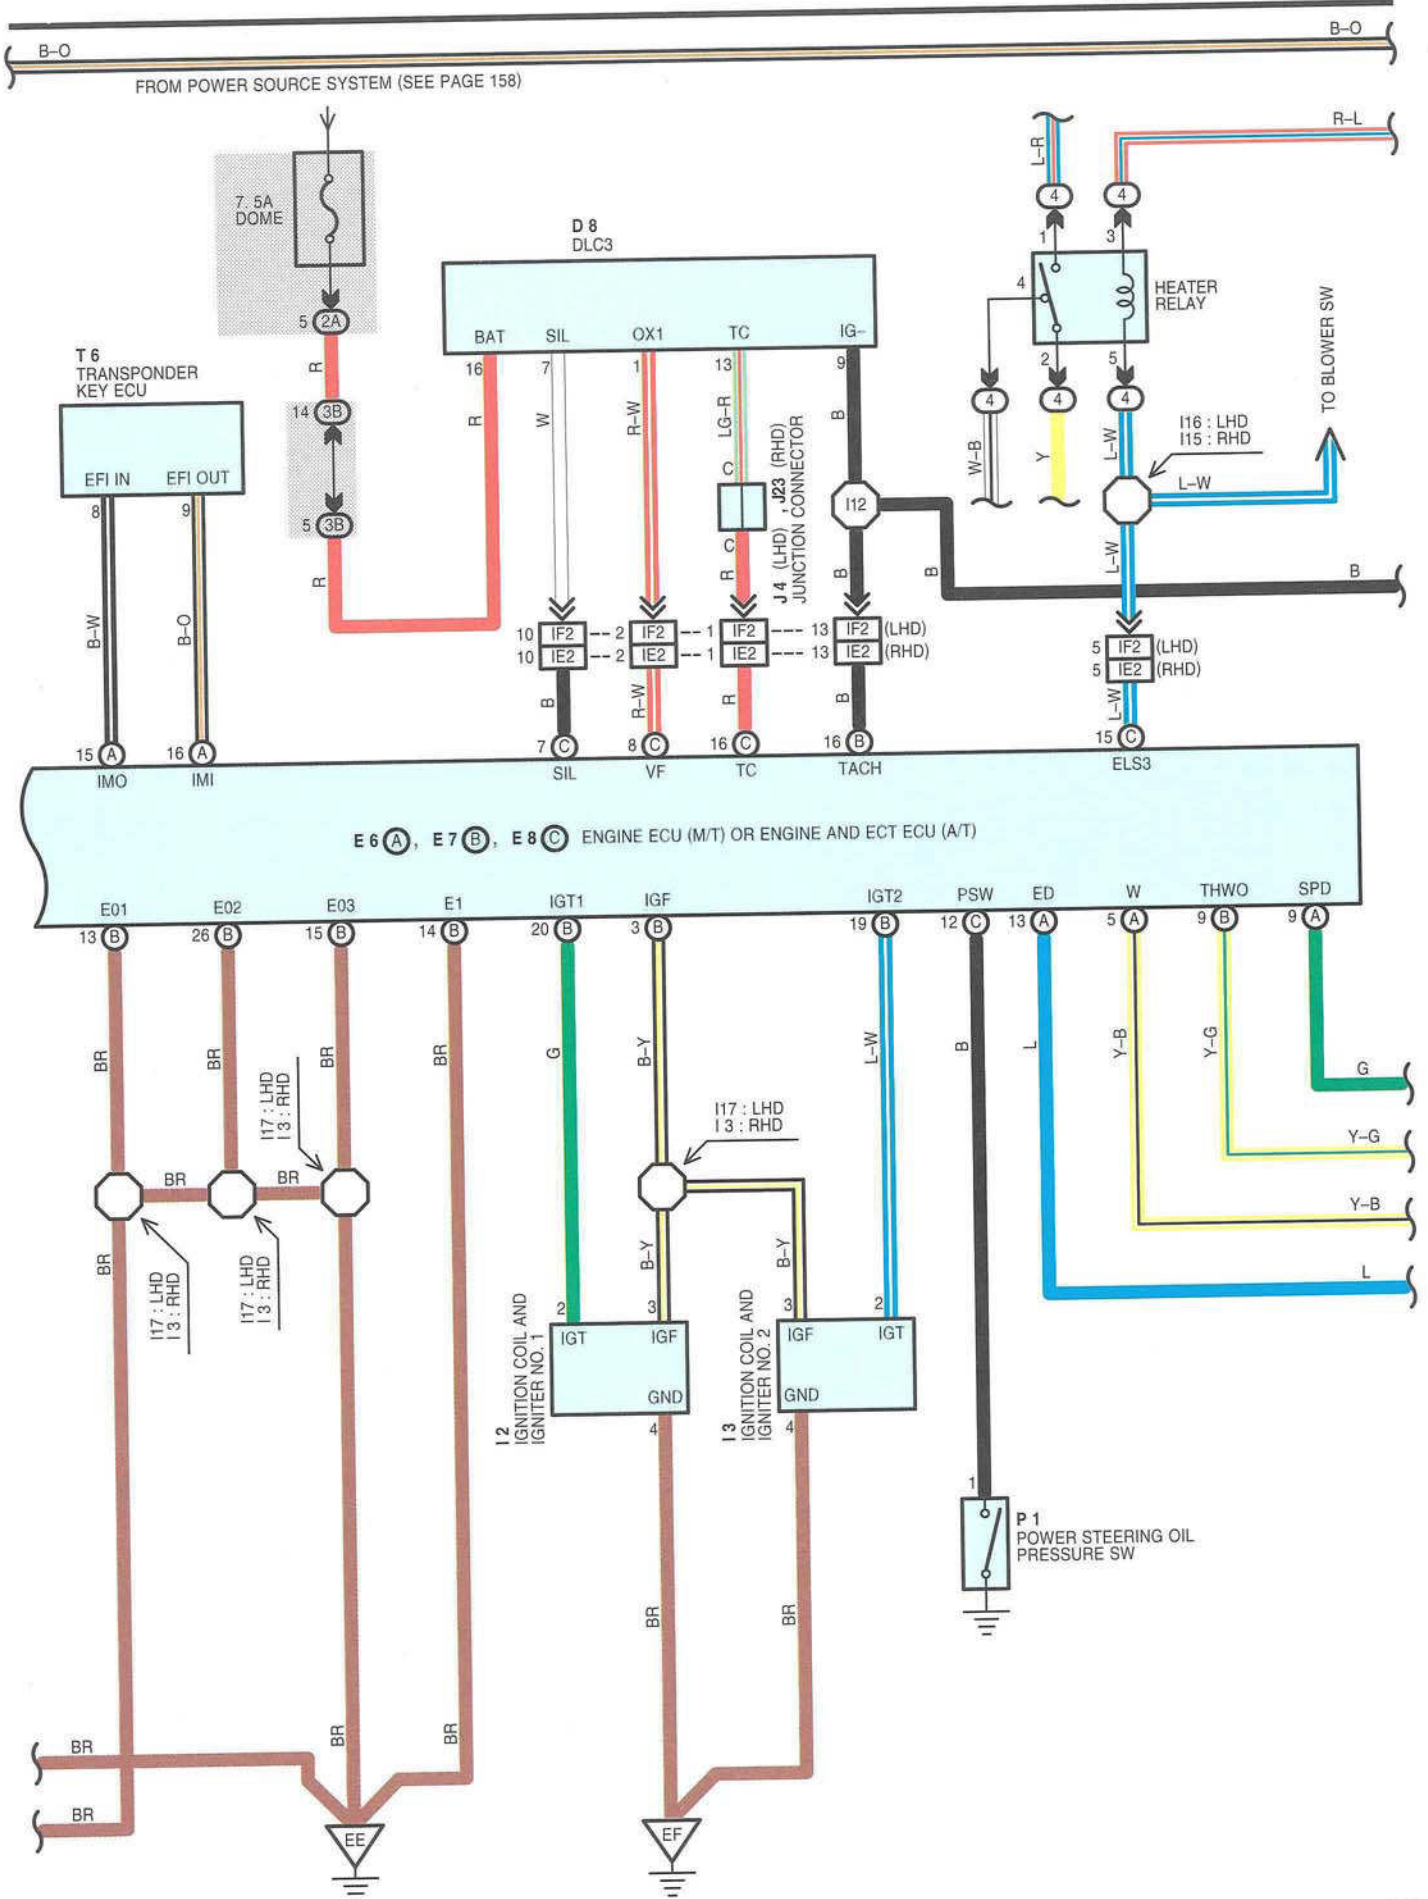 B–O
B–O
FROM POWER SOURCE SYSTEM (SEE PAGE 158)
R–L
L–R
4
4
7. 5A
DOME
D 8
DLC3
1
3
4
HEATER
RELAY
TO BLOWER SW
5
2A
BAT
SIL
OX1
TC
IG–
2
5
T 6
TRANSPONDER
KEY ECU
R
16
7
1
13
9
4
4
4
14
3B
R
W
R–W
LG–R
B
W–B
Y
L–W
I16 : LHD
I15 : RHD
C
J 4 (LHD) , J23 (RHD)
JUNCTION CONNECTOR
EFI IN
EFI OUT
L–W
8
9
5
3B
I12
C
R
R
B
B
L–W
B
B–W
B–O
10
IF2
2
IF2
1
IF2
13
IF2
(LHD)
10
IE2
2
IE2
1
IE2
13
IE2
(RHD)
5
IF2
(LHD)
5
IE2
(RHD)
B
R–W
R
B
L–W
15
A
16
A
7
C
8
C
16
C
16
B
15
C
IMO
IMI
SIL
VF
TC
TACH
ELS3
E 6 A , E 7 B , E 8 C ENGINE ECU (M/T) OR ENGINE AND ECT ECU (A/T)
E01
E02
E03
E1
IGT1
IGF
IGT2
PSW
ED
W
THWO
SPD
13
B
26
B
15
B
14
B
20
B
3
B
19
B
12
C
13
A
5
A
9
B
9
A
BR
BR
BR
BR
G
B–Y
L–W
B
L
Y–B
Y–G
G
I17 : LHD
I 3 : RHD
I17 : LHD
I 3 : RHD
Y–G
BR
BR
Y–B
BR
I17 : LHD
I 3 : RHD
I17 : LHD
I 3 : RHD
B–Y
B–Y
L
2
3
3
2
IGT
IGF
IGF
IGT
GND
GND
I 2
IGNITION COIL AND
IGNITER NO. 1
I 3
IGNITION COIL AND
IGNITER NO. 2
4
4
1
P 1
POWER STEERING OIL
PRESSURE SW
BR
BR
BR
BR
BR
BR
EE
EF